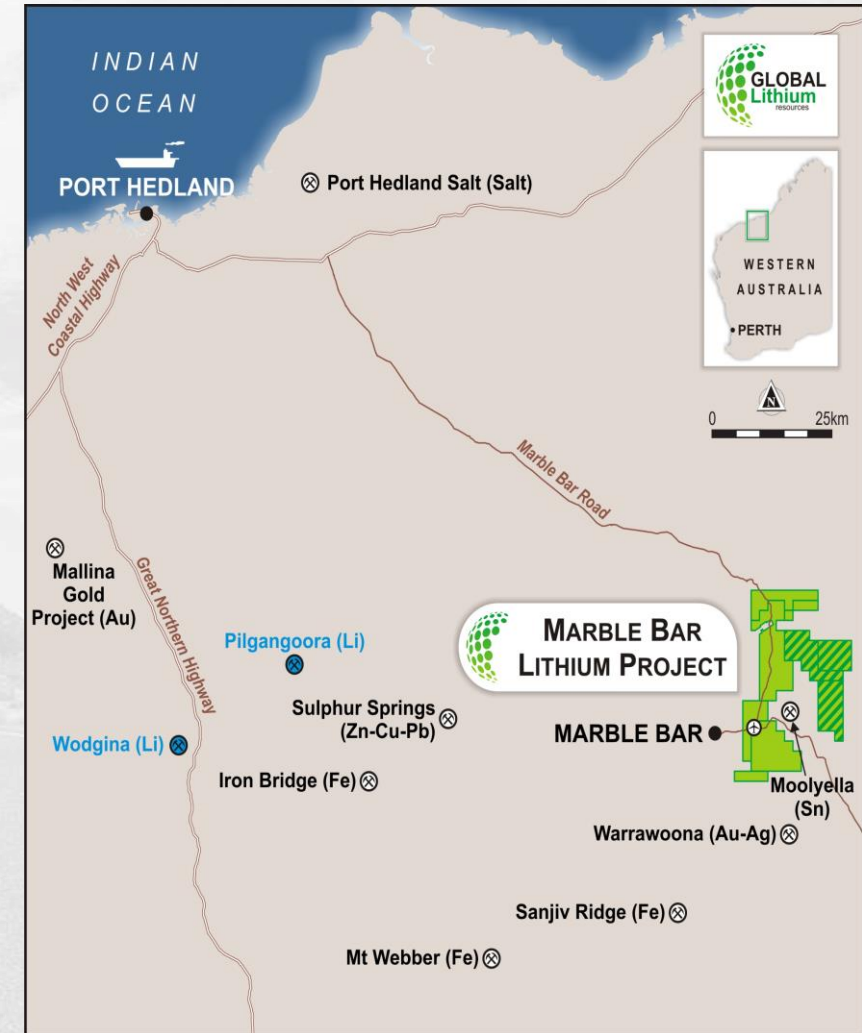 INDIAN
OCEAN
PORT HEDLAND
Port Hedland Salt (Salt)
GLOBAL
Lithium
resources
WESTERN
AUSTRALIA
PERTH
N
0 25km
North West
Coastal Highway
Marble Bar Road
Great Northern Highway
Mallina
Gold
Project (Au)
Pilgangoora (Li)
MARBLE BAR
LITHIUM PROJECT
Sulphur Springs
(Zn-Cu-Pb)
Wodgina (Li)
MARBLE BAR
Iron Bridge (Fe)
Moolyella
(Sn)
Warrawoona (Au-Ag)
Sanjiv Ridge (Fe)
Mt Webber (Fe)